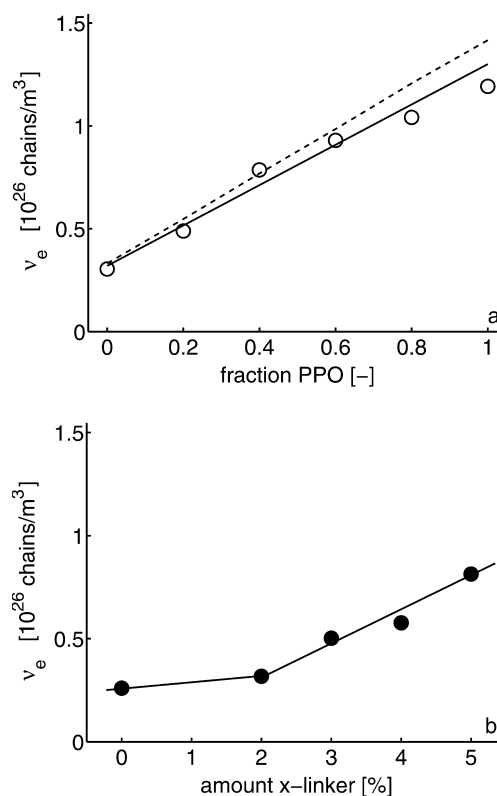 1.5
1
0.5
0
ν_e [10^26 chains/m^3]
0 0.2 0.4 0.6 0.8 1
fraction PPO [−]
a
1.5
1
0.5
0
ν_e [10^26 chains/m^3]
0 1 2 3 4 5
amount x−linker [%]
b